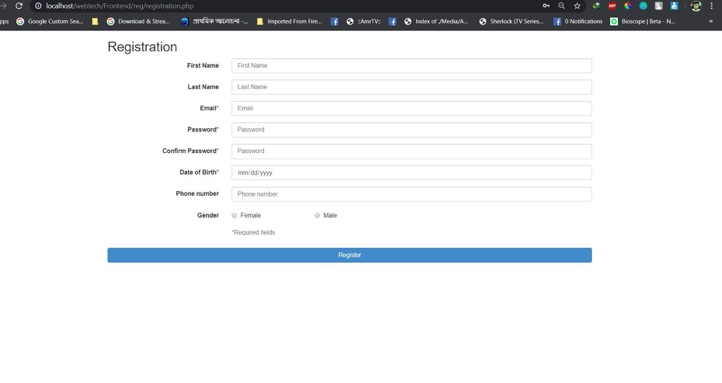 localhost/webtech/Frontend/reg/registration.php
pps Google Custom Sea... Download & Strea... প্রাথমিক আলোচনা -... Imported From Fire... ::AmrTV:: Index of /Media/A... Sherlock (TV Series... 0 Notifications Bioscope | Beta - N... »
Registration
First Name First Name
Last Name Last Name
Email* Email
Password* Password
Confirm Password* Password
Date of Birth* mm/dd/yyyy
Phone number Phone number
Gender Female Male
*Required fields
Register